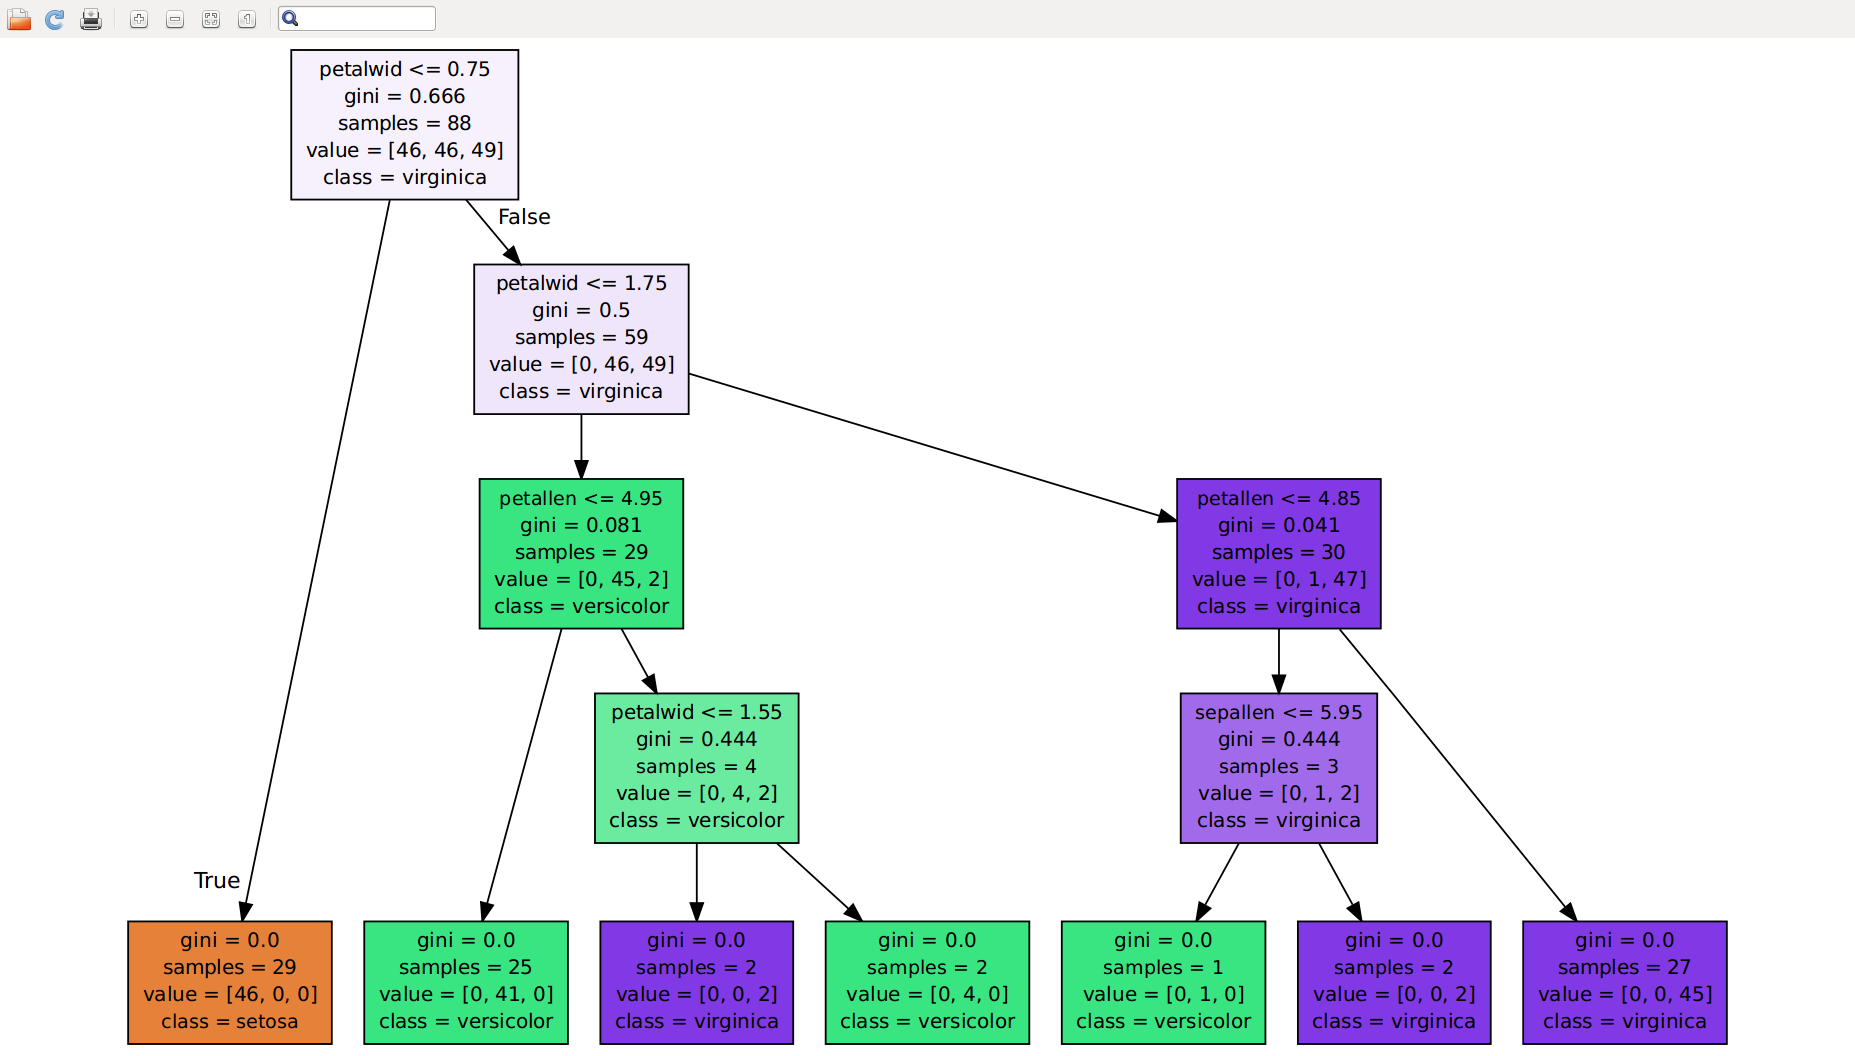 petalwid <= 0.75
gini = 0.666
samples = 88
value = [46, 46, 49]
class = virginica
False
petalwid <= 1.75
gini = 0.5
samples = 59
value = [0, 46, 49]
class = virginica
petallen <= 4.95
gini = 0.081
samples = 29
value = [0, 45, 2]
class = versicolor
petallen <= 4.85
gini = 0.041
samples = 30
value = [0, 1, 47]
class = virginica
petalwid <= 1.55
gini = 0.444
samples = 4
value = [0, 4, 2]
class = versicolor
sepallen <= 5.95
gini = 0.444
samples = 3
value = [0, 1, 2]
class = virginica
True
gini = 0.0
samples = 29
value = [46, 0, 0]
class = setosa
gini = 0.0
samples = 25
value = [0, 41, 0]
class = versicolor
gini = 0.0
samples = 2
value = [0, 0, 2]
class = virginica
gini = 0.0
samples = 2
value = [0, 4, 0]
class = versicolor
gini = 0.0
samples = 1
value = [0, 1, 0]
class = versicolor
gini = 0.0
samples = 2
value = [0, 0, 2]
class = virginica
gini = 0.0
samples = 27
value = [0, 0, 45]
class = virginica